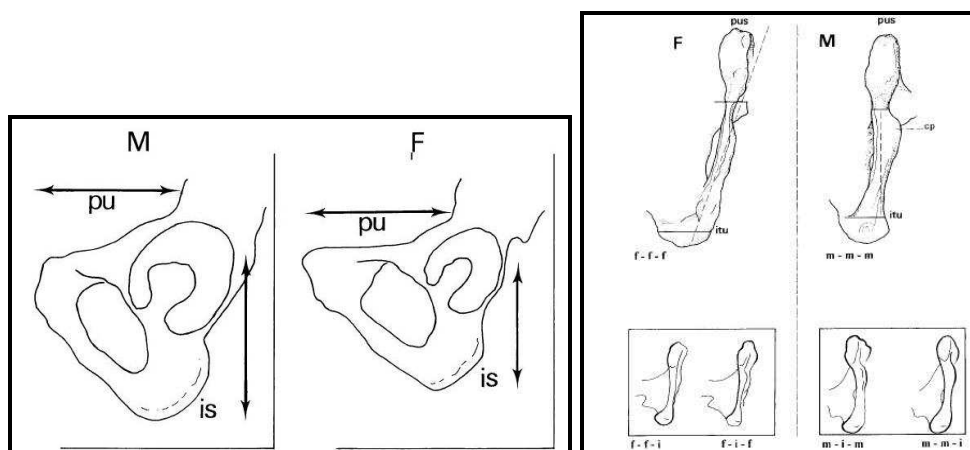 M
F
pu
pu
is
is
pus
pus
F
M
cp
itu
itu
f - f - f
m - m - m
f - f - i
f - i - f
m - i - m
m - m - i